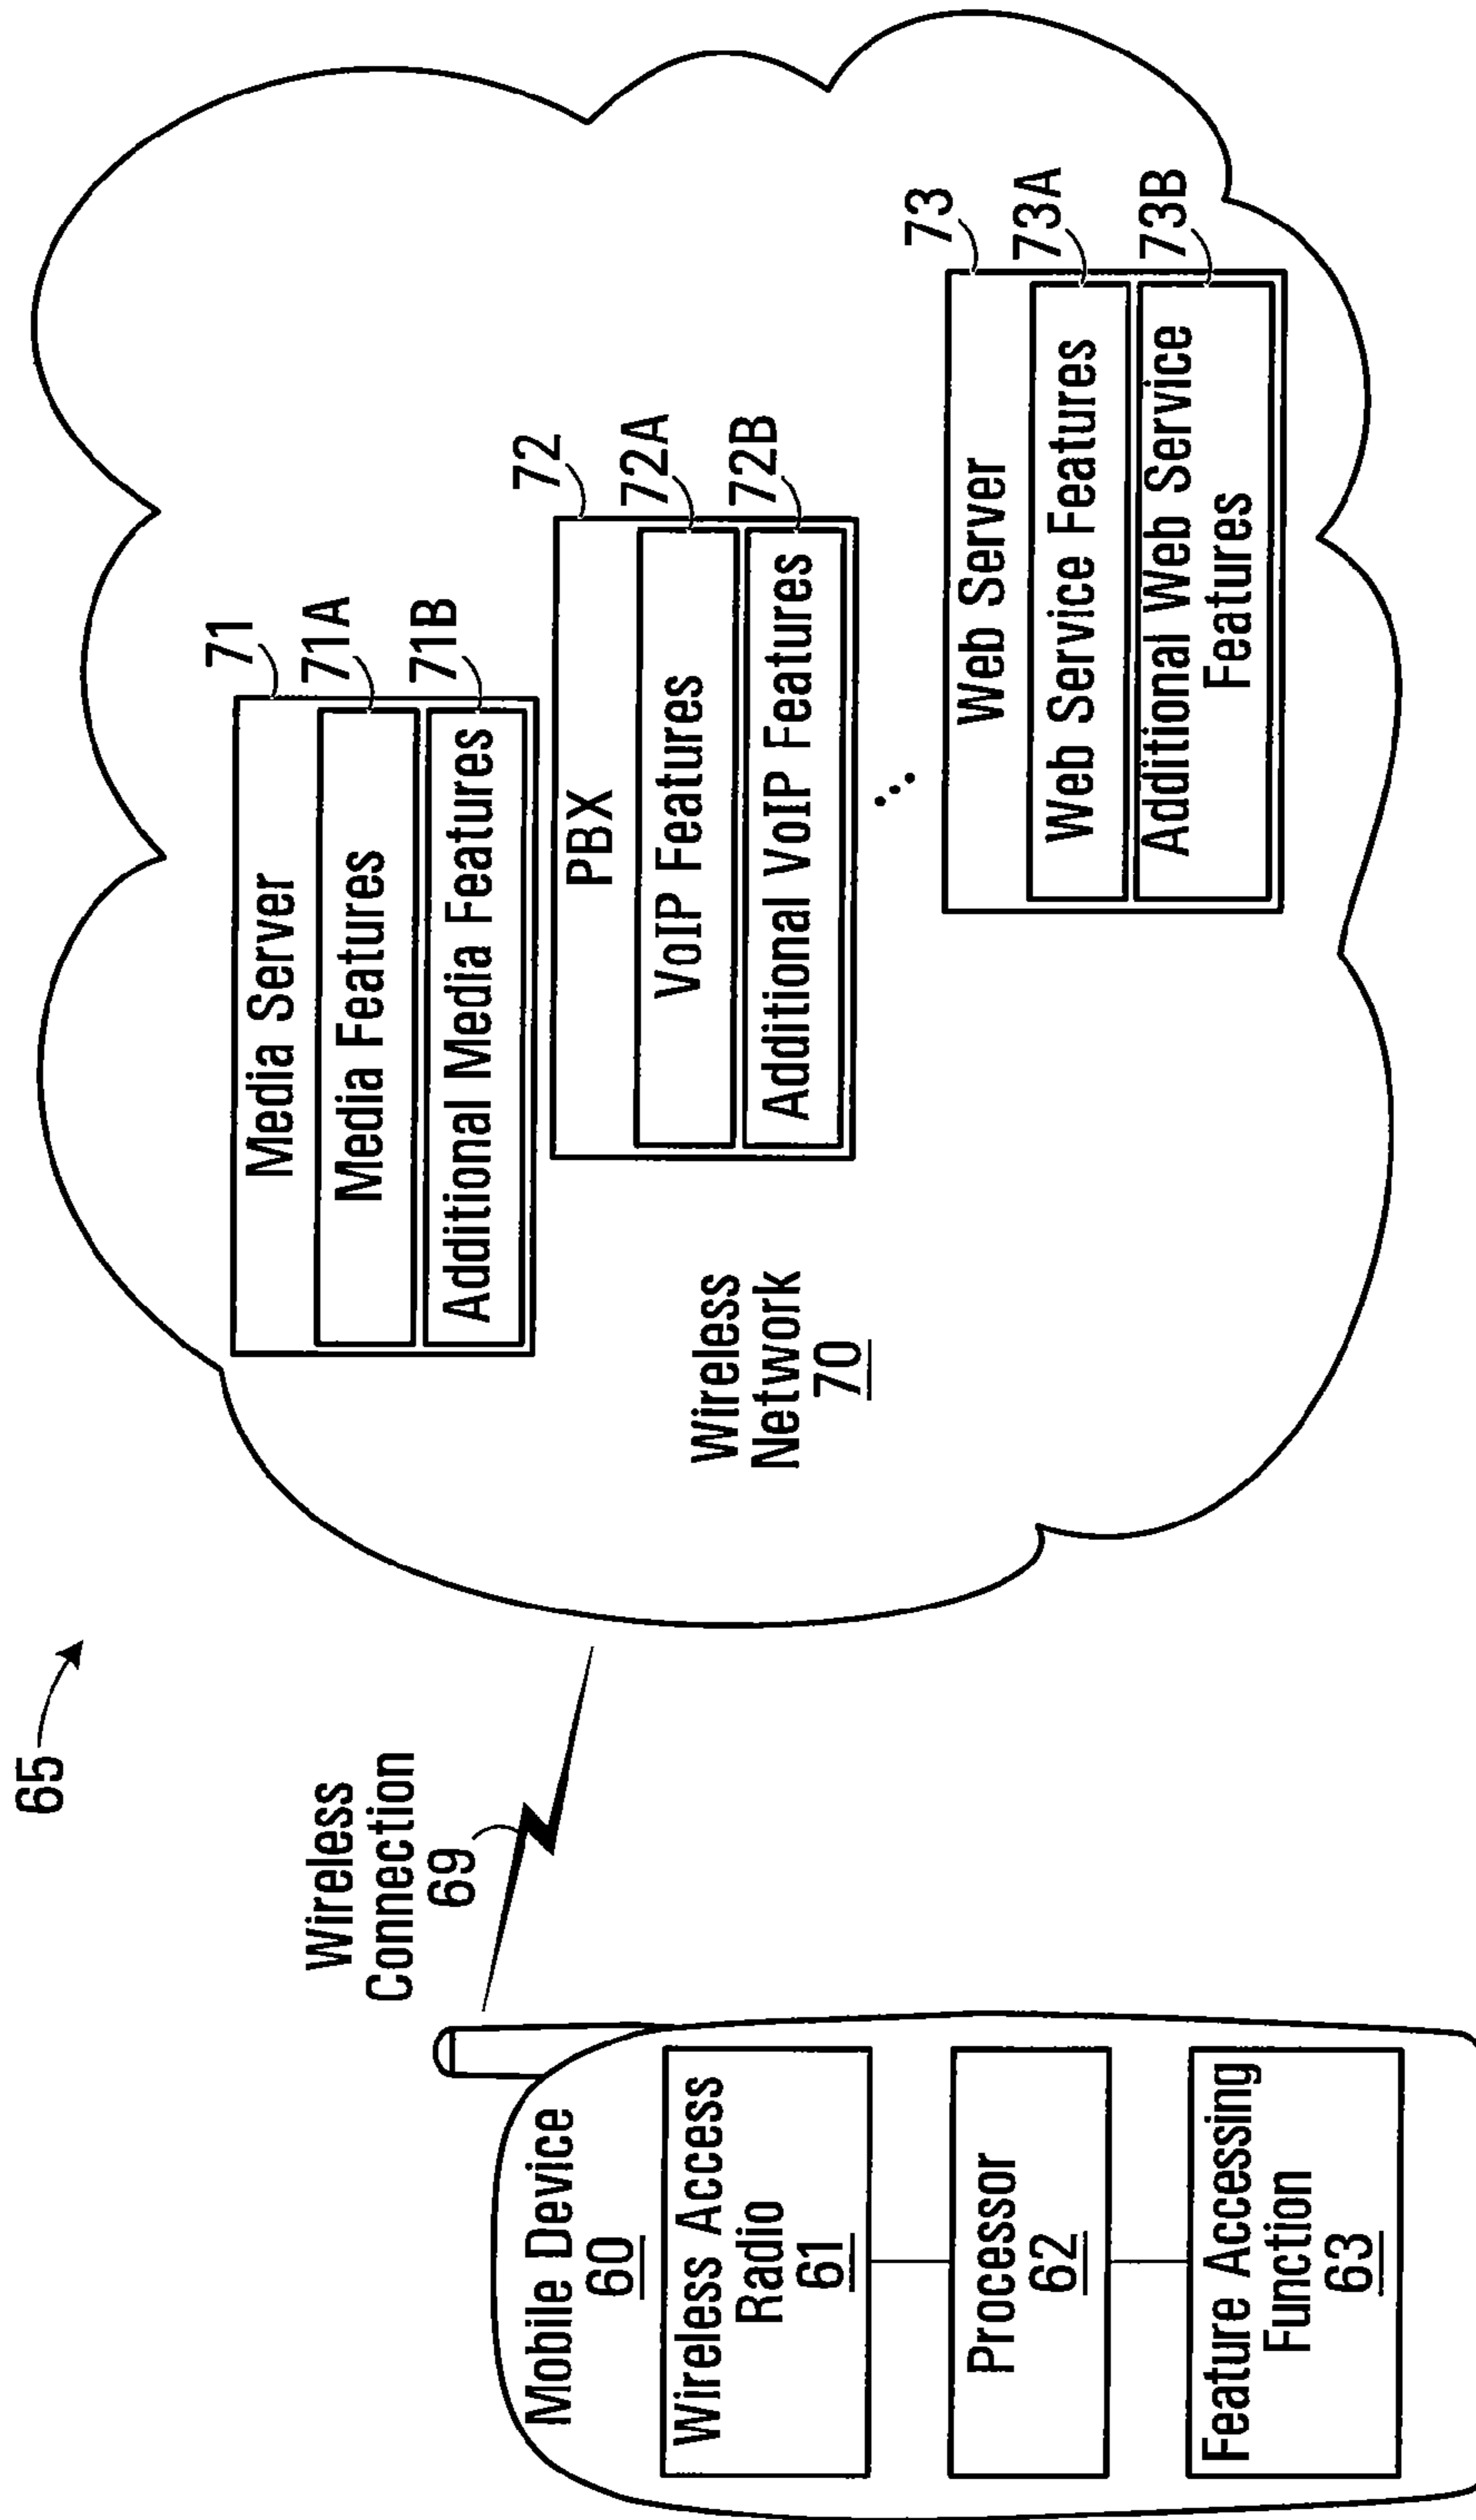 65
Mobile Device
60
Wireless Access
Radio
61
Processor
62
Feature Accessing
Function
63
Wireless
Connection
69
Wireless
Network
70
Media Server
71
Media Features
71A
Additional Media Features
71B
PBX
72
VoIP Features
72A
Additional VoIP Features
72B
Web Server
73
Web Service Features
73A
Additional Web Service
Features
73B